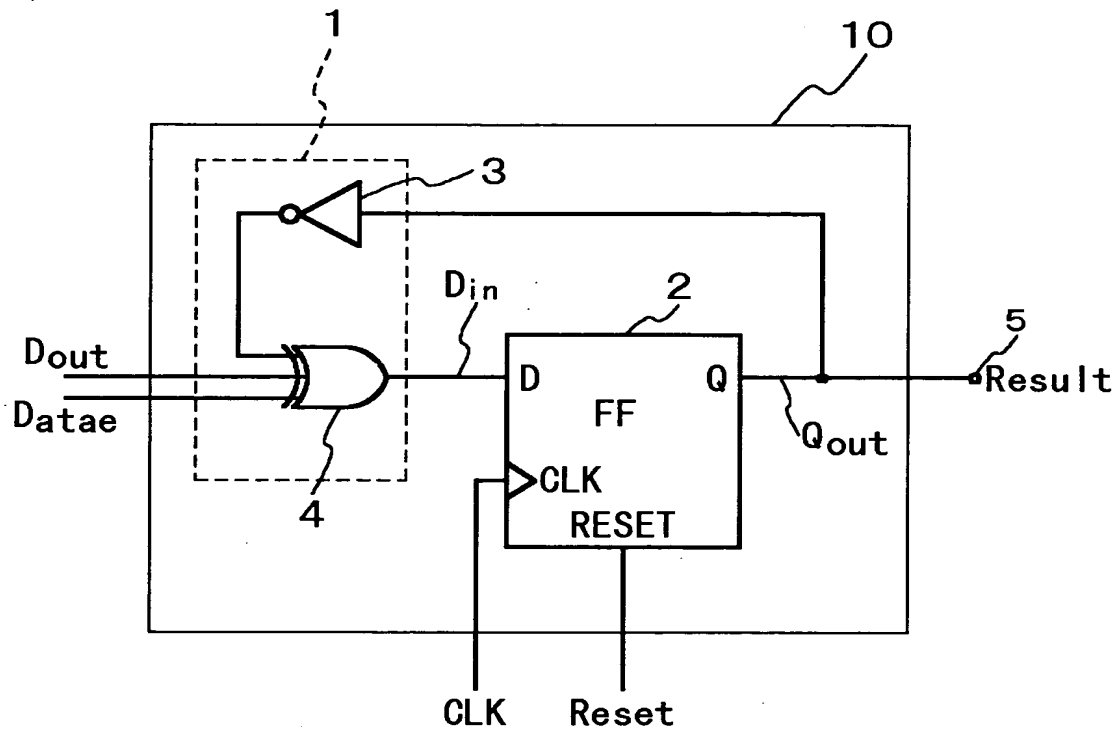 1
10
3
Din
2
5
Dout
D
Q
Result
Datae
FF
Qout
CLK
4
RESET
CLK
Reset